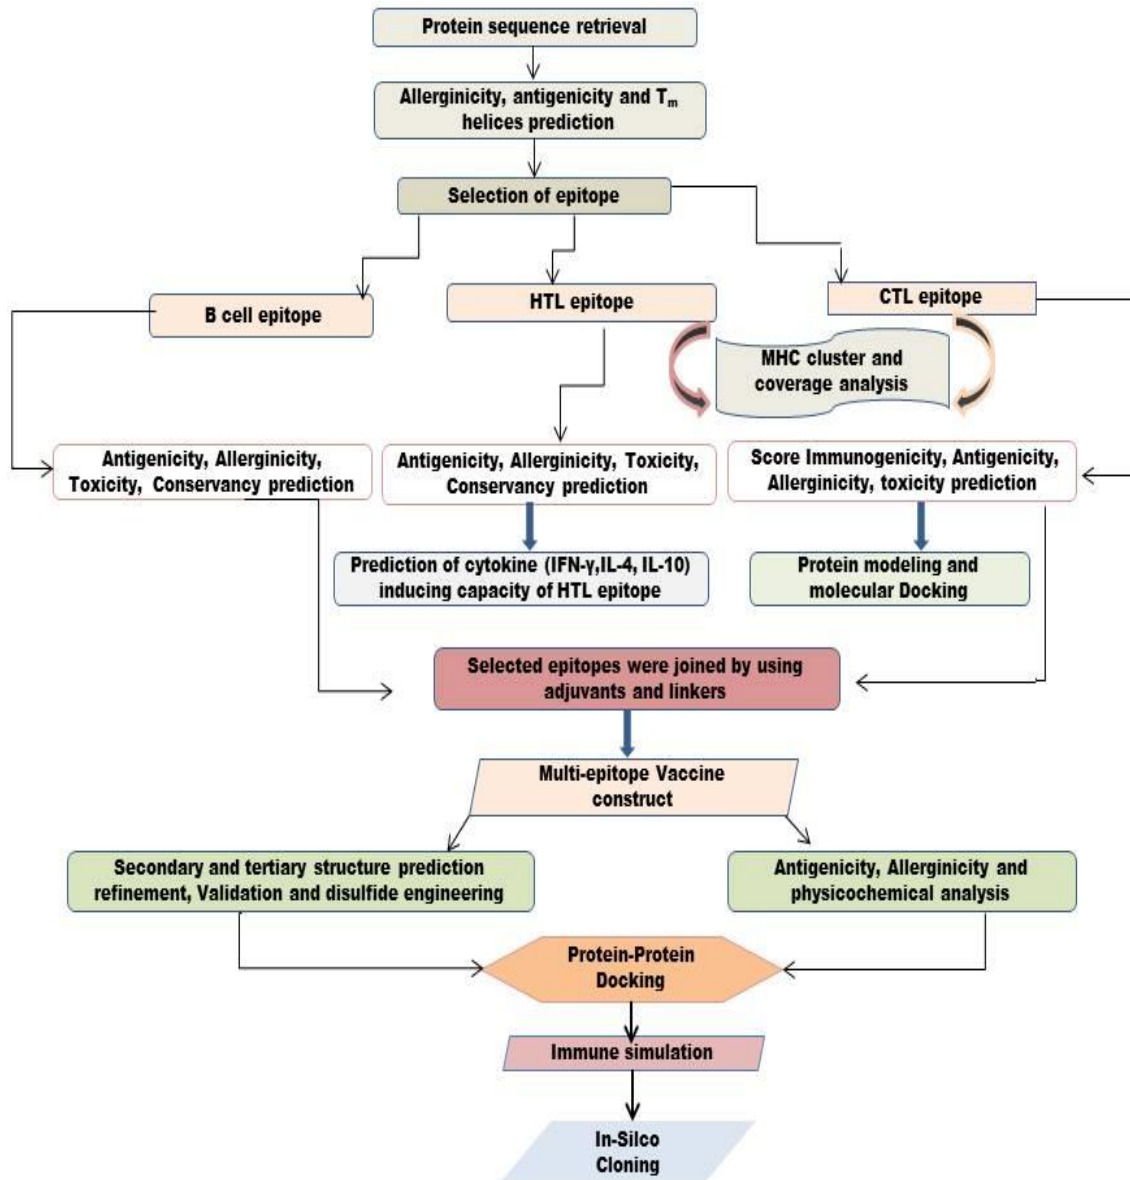 Protein sequence retrieval
Allerginicity, antigenicity and Tm
helices prediction
Selection of epitope
B cell epitope
HTL epitope
CTL epitope
MHC cluster and
coverage analysis
Antigenicity, Allerginicity,
Toxicity, Conservancy prediction
Antigenicity, Allerginicity, Toxicity,
Conservancy prediction
Score Immunogenicity, Antigenicity,
Allerginicity, toxicity prediction
Prediction of cytokine (IFN-γ,IL-4, IL-10)
inducing capacity of HTL epitope
Protein modeling and
molecular Docking
Selected epitopes were joined by using
adjuvants and linkers
Multi-epitope Vaccine
construct
Secondary and tertiary structure prediction
refinement, Validation and disulfide engineering
Antigenicity, Allerginicity and
physicochemical analysis
Protein-Protein
Docking
Immune simulation
In-Silco
Cloning